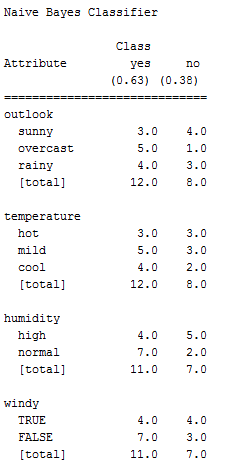 Naive Bayes Classifier
Class
Attribute yes no
(0.63) (0.38)
=============================
outlook
sunny 3.0 4.0
overcast 5.0 1.0
rainy 4.0 3.0
[total] 12.0 8.0
temperature
hot 3.0 3.0
mild 5.0 3.0
cool 4.0 2.0
[total] 12.0 8.0
humidity
high 4.0 5.0
normal 7.0 2.0
[total] 11.0 7.0
windy
TRUE 4.0 4.0
FALSE 7.0 3.0
[total] 11.0 7.0